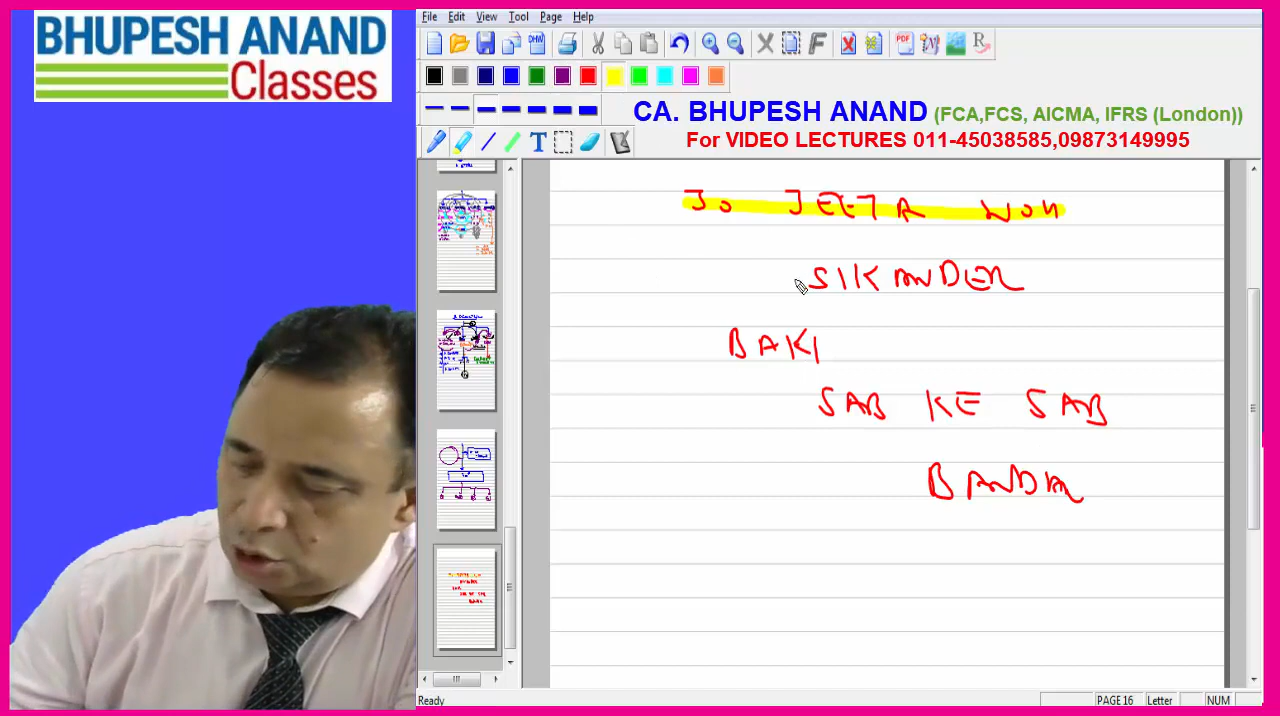 BHUPESH ANAND
Classes
File Edit View Tool Page Help
CA. BHUPESH ANAND (FCA,FCS, AICMA, IFRS (London))
For VIDEO LECTURES 011-45038585,09873149995
JO JEETA WOH
SIKANDER
BAKI
SAB KE SAB
BANDAR
Ready
PAGE 16 Letter NUM